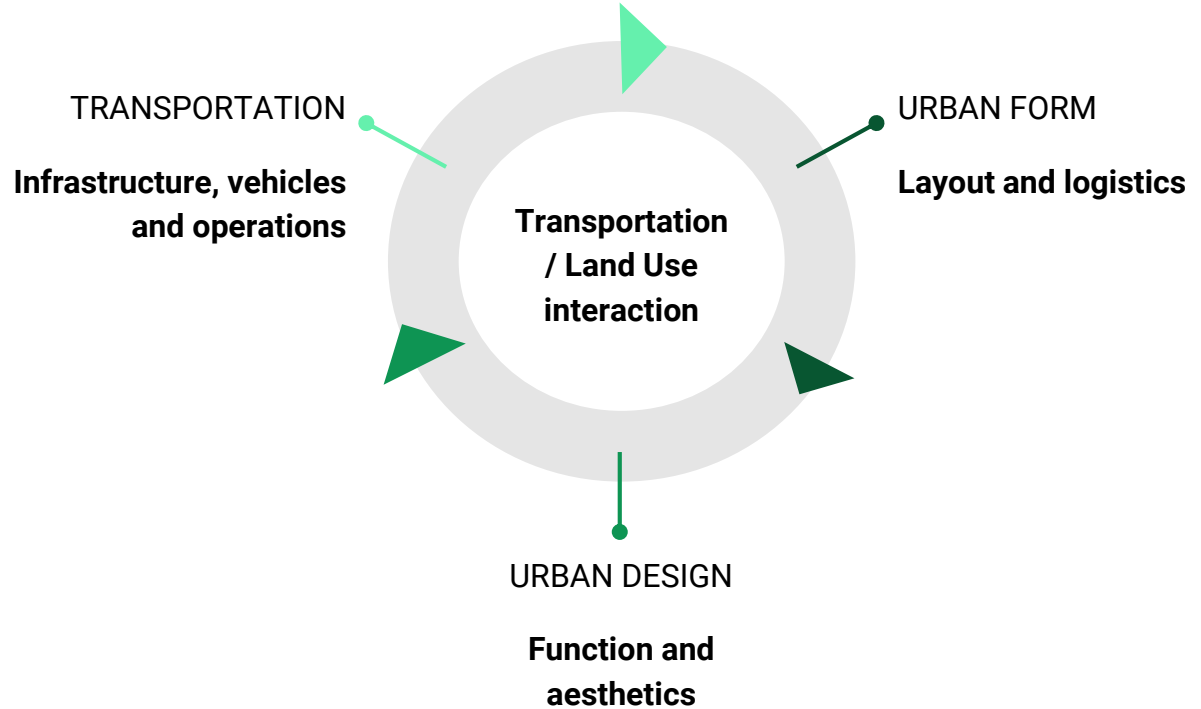 TRANSPORTATION
Infrastructure, vehicles
and operations
URBAN FORM
Layout and logistics
Transportation
/ Land Use
interaction
URBAN DESIGN
Function and
aesthetics